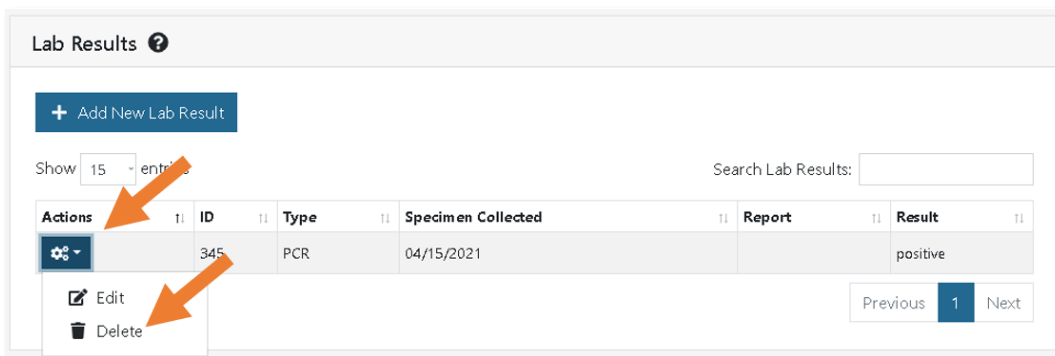 Lab Results
Add New Lab Result
Show 15 entries Search Lab Results:
Actions ID Type Specimen Collected Report Result
345 PCR 04/15/2021 positive
Edit
Previous 1 Next
Delete